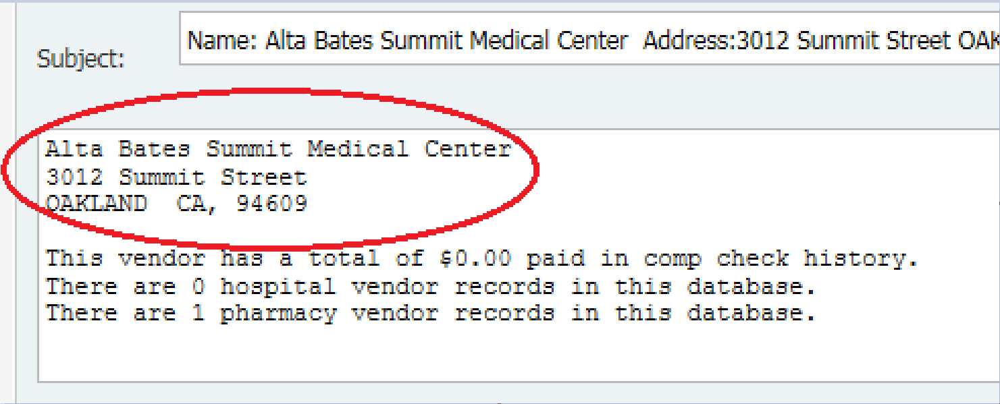 Subject:
Name: Alta Bates Summit Medical Center  Address:3012 Summit Street OAK
Alta Bates Summit Medical Center
3012 Summit Street
OAKLAND  CA, 94609
This vendor has a total of $0.00 paid in comp check history.
There are 0 hospital vendor records in this database.
There are 1 pharmacy vendor records in this database.